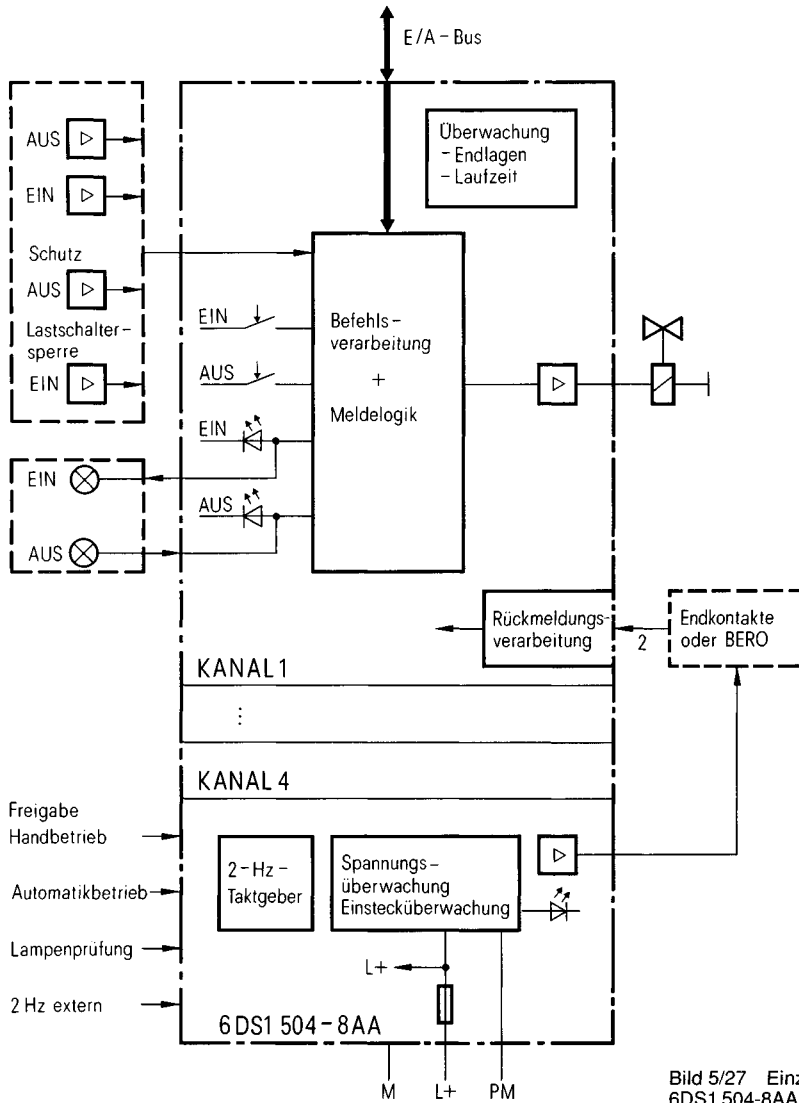 E/A-Bus
AUS
EIN
Schutz
AUS
Lastschalter-
sperre
EIN
EIN
AUS
Überwachung
- Endlagen
- Laufzeit
EIN
AUS
EIN
AUS
Befehls-
verarbeitung
+
Meldelogik
Rückmeldungs-
verarbeitung
2
Endkontakte
oder BERO
KANAL 1
⋮
KANAL 4
Freigabe
Handbetrieb
Automatikbetrieb
Lampenprüfung
2 Hz extern
2-Hz-
Taktgeber
Spannungs-
überwachung
Einstecküberwachung
L+
6DS1 504-8AA
M L+ PM
Bild 5/27 Einz
6DS1 504-8AA